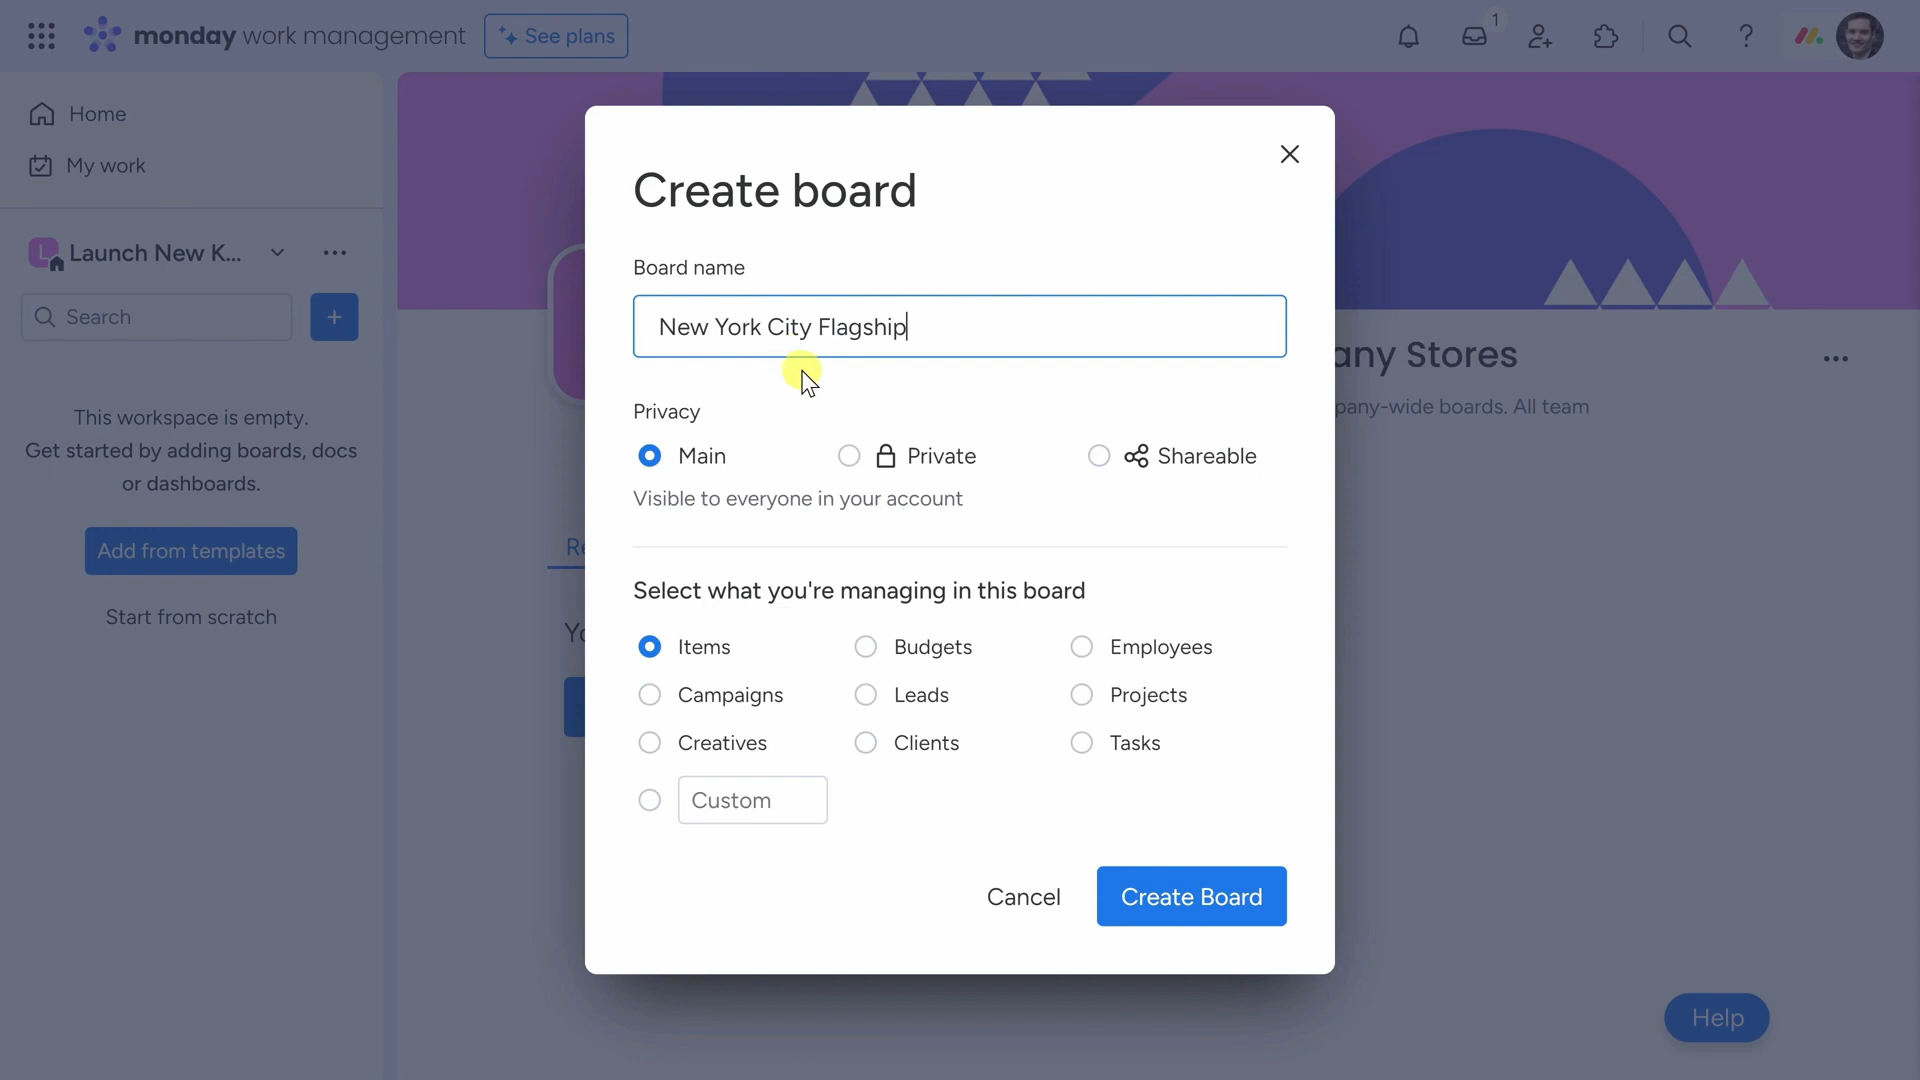 monday work management
See plans
1
Home
My work
L
Launch New K...
Search
+
This workspace is empty.
Get started by adding boards, docs
or dashboards.
Add from templates
Start from scratch
Create board
Board name
New York City Flagship
Privacy
Main
Private
Shareable
Visible to everyone in your account
Select what you're managing in this board
Items
Budgets
Employees
Campaigns
Leads
Projects
Creatives
Clients
Tasks
Custom
Cancel
Create Board
any Stores
pany-wide boards. All team
Re
Yo
Help